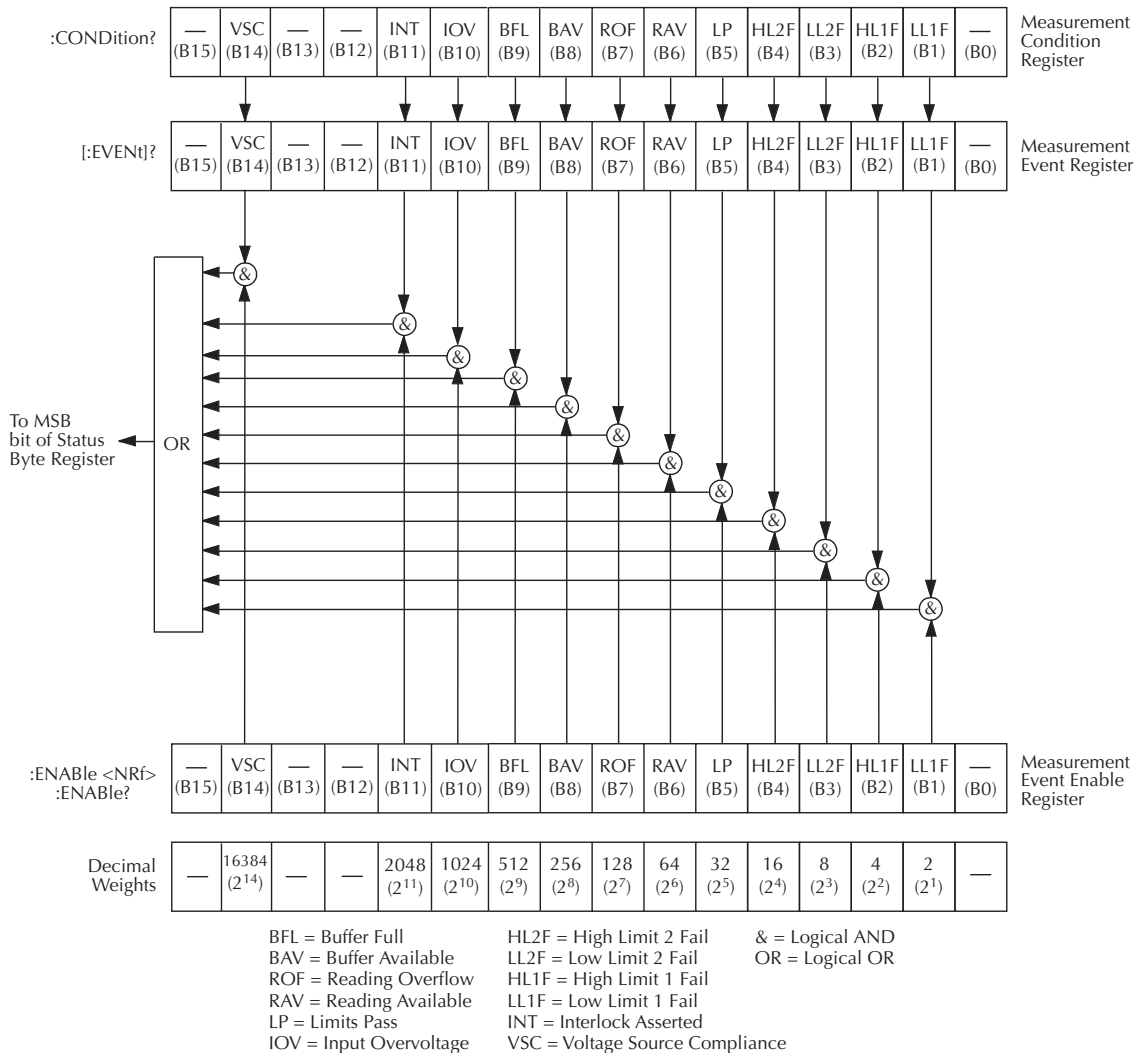 :CONDition?
— VSC — — INT IOV BFL BAV ROF RAV LP HL2F LL2F HL1F LL1F —
(B15) (B14) (B13) (B12) (B11) (B10) (B9) (B8) (B7) (B6) (B5) (B4) (B3) (B2) (B1) (B0)
Measurement
Condition
Register
[:EVENt]?
— VSC — — INT IOV BFL BAV ROF RAV LP HL2F LL2F HL1F LL1F —
(B15) (B14) (B13) (B12) (B11) (B10) (B9) (B8) (B7) (B6) (B5) (B4) (B3) (B2) (B1) (B0)
Measurement
Event Register
&
&
&
&
&
&
&
&
&
&
&
&
To MSB
bit of Status
Byte Register
OR
:ENABle <NRf>
:ENABle?
— VSC — — INT IOV BFL BAV ROF RAV LP HL2F LL2F HL1F LL1F —
(B15) (B14) (B13) (B12) (B11) (B10) (B9) (B8) (B7) (B6) (B5) (B4) (B3) (B2) (B1) (B0)
Measurement
Event Enable
Register
Decimal
Weights
— 16384 — — 2048 1024 512 256 128 64 32 16 8 4 2 —
(2¹⁴) (2¹¹) (2¹⁰) (2⁹) (2⁸) (2⁷) (2⁶) (2⁵) (2⁴) (2³) (2²) (2¹)
BFL = Buffer Full
BAV = Buffer Available
ROF = Reading Overflow
RAV = Reading Available
LP = Limits Pass
IOV = Input Overvoltage
HL2F = High Limit 2 Fail
LL2F = Low Limit 2 Fail
HL1F = High Limit 1 Fail
LL1F = Low Limit 1 Fail
INT = Interlock Asserted
VSC = Voltage Source Compliance
& = Logical AND
OR = Logical OR